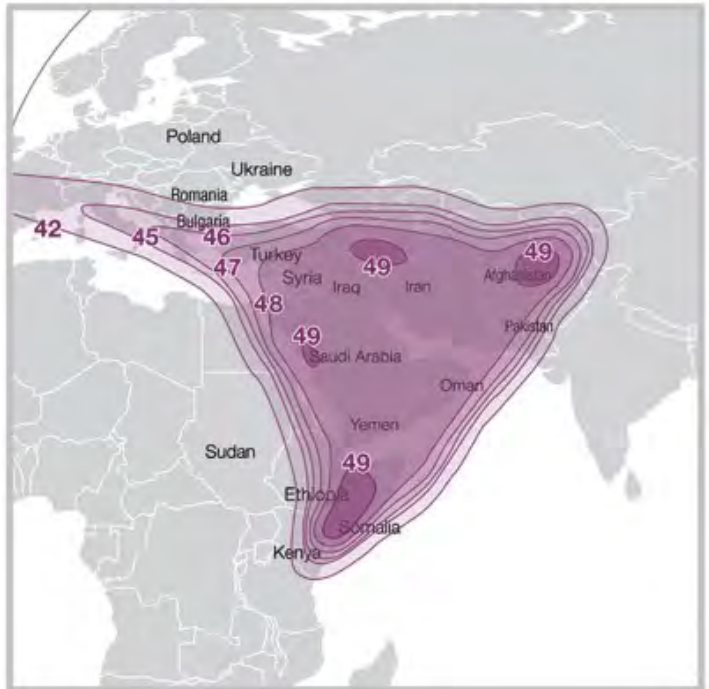 Poland
Ukraine
Romania
Bulgaria
42
45
46
47
Turkey
49
49
Syria
Iraq
Iran
Afghanistan
48
49
Pakistan
Saudi Arabia
Oman
Yemen
Sudan
49
Ethiopia
Somalia
Kenya